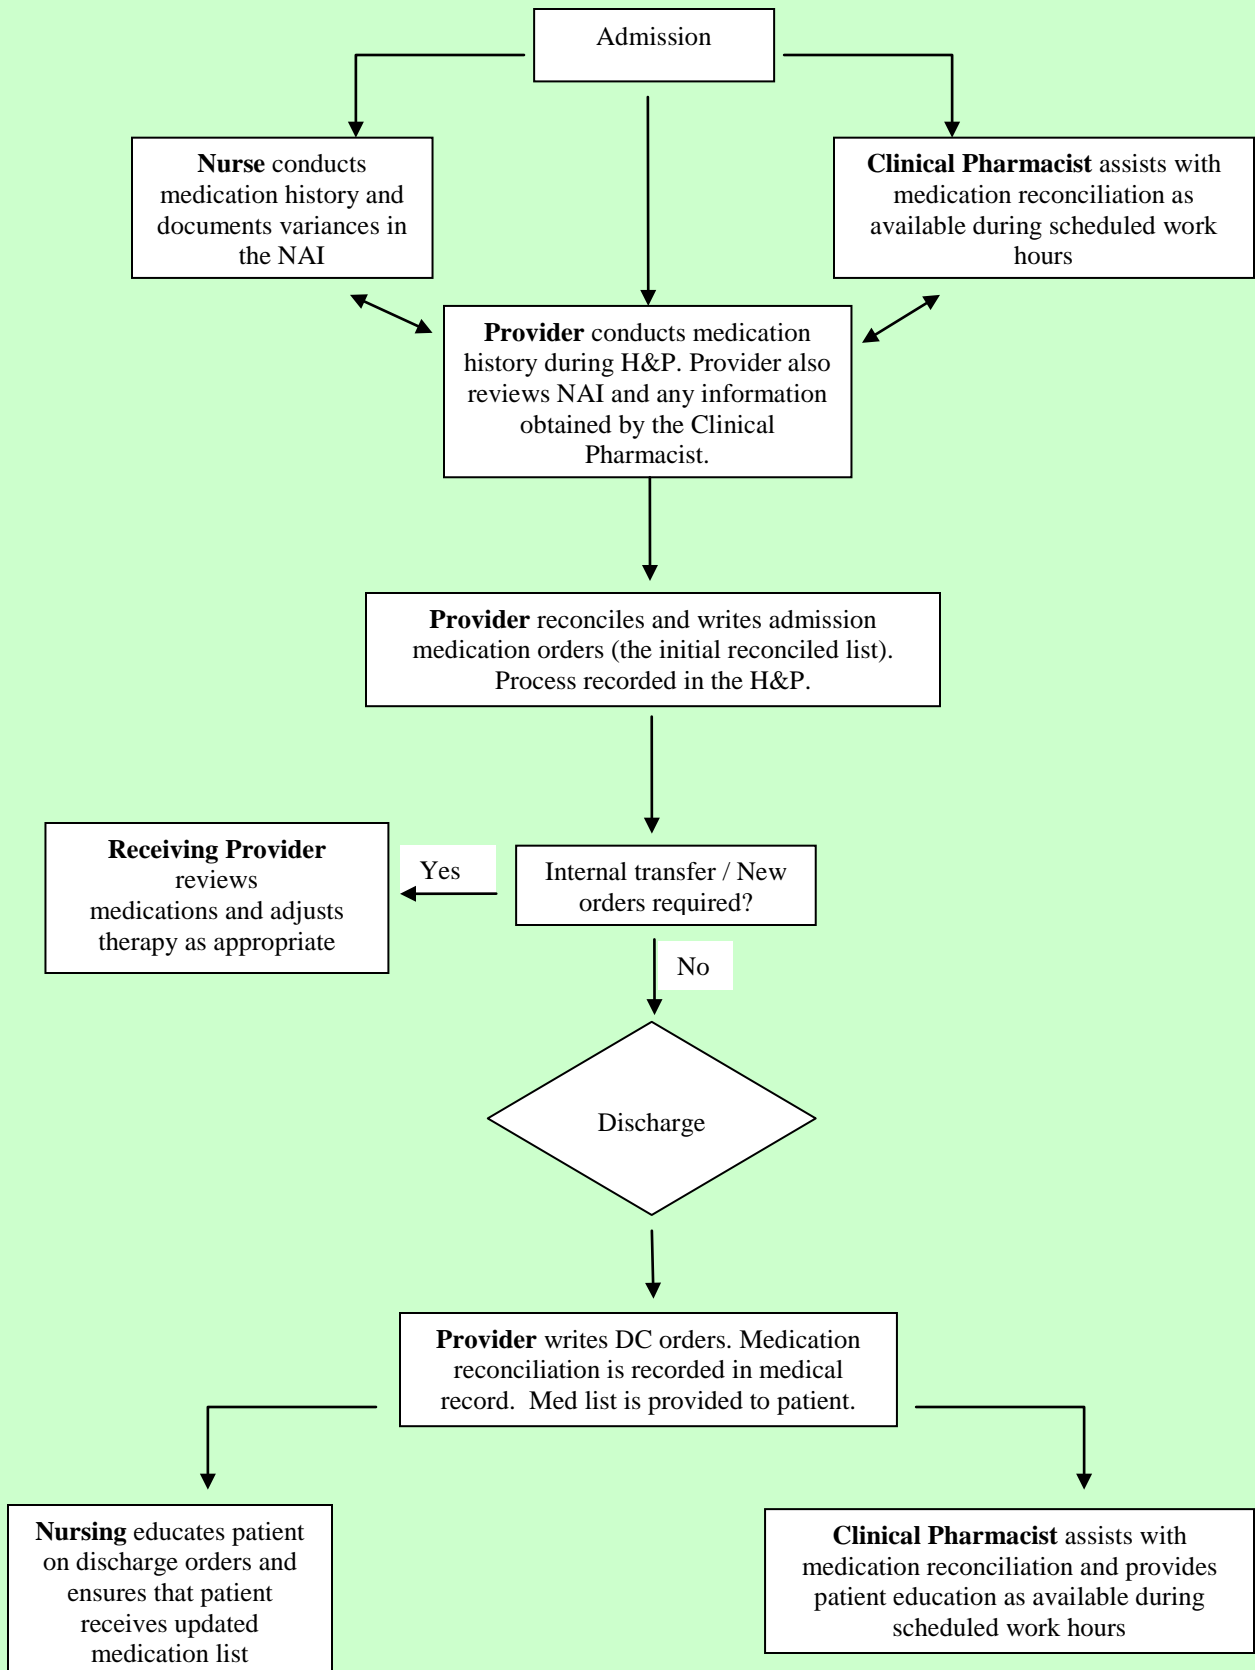 Admission
Nurse conducts
medication history and
documents variances in
the NAI
Clinical Pharmacist assists with
medication reconciliation as
available during scheduled work
hours
Provider conducts medication
history during H&P. Provider also
reviews NAI and any information
obtained by the Clinical
Pharmacist.
Provider reconciles and writes admission
medication orders (the initial reconciled list).
Process recorded in the H&P.
Receiving Provider
reviews
medications and adjusts
therapy as appropriate
Yes
Internal transfer / New
orders required?
No
Discharge
Provider writes DC orders. Medication
reconciliation is recorded in medical
record.  Med list is provided to patient.
Nursing educates patient
on discharge orders and
ensures that patient
receives updated
medication list
Clinical Pharmacist assists with
medication reconciliation and provides
patient education as available during
scheduled work hours